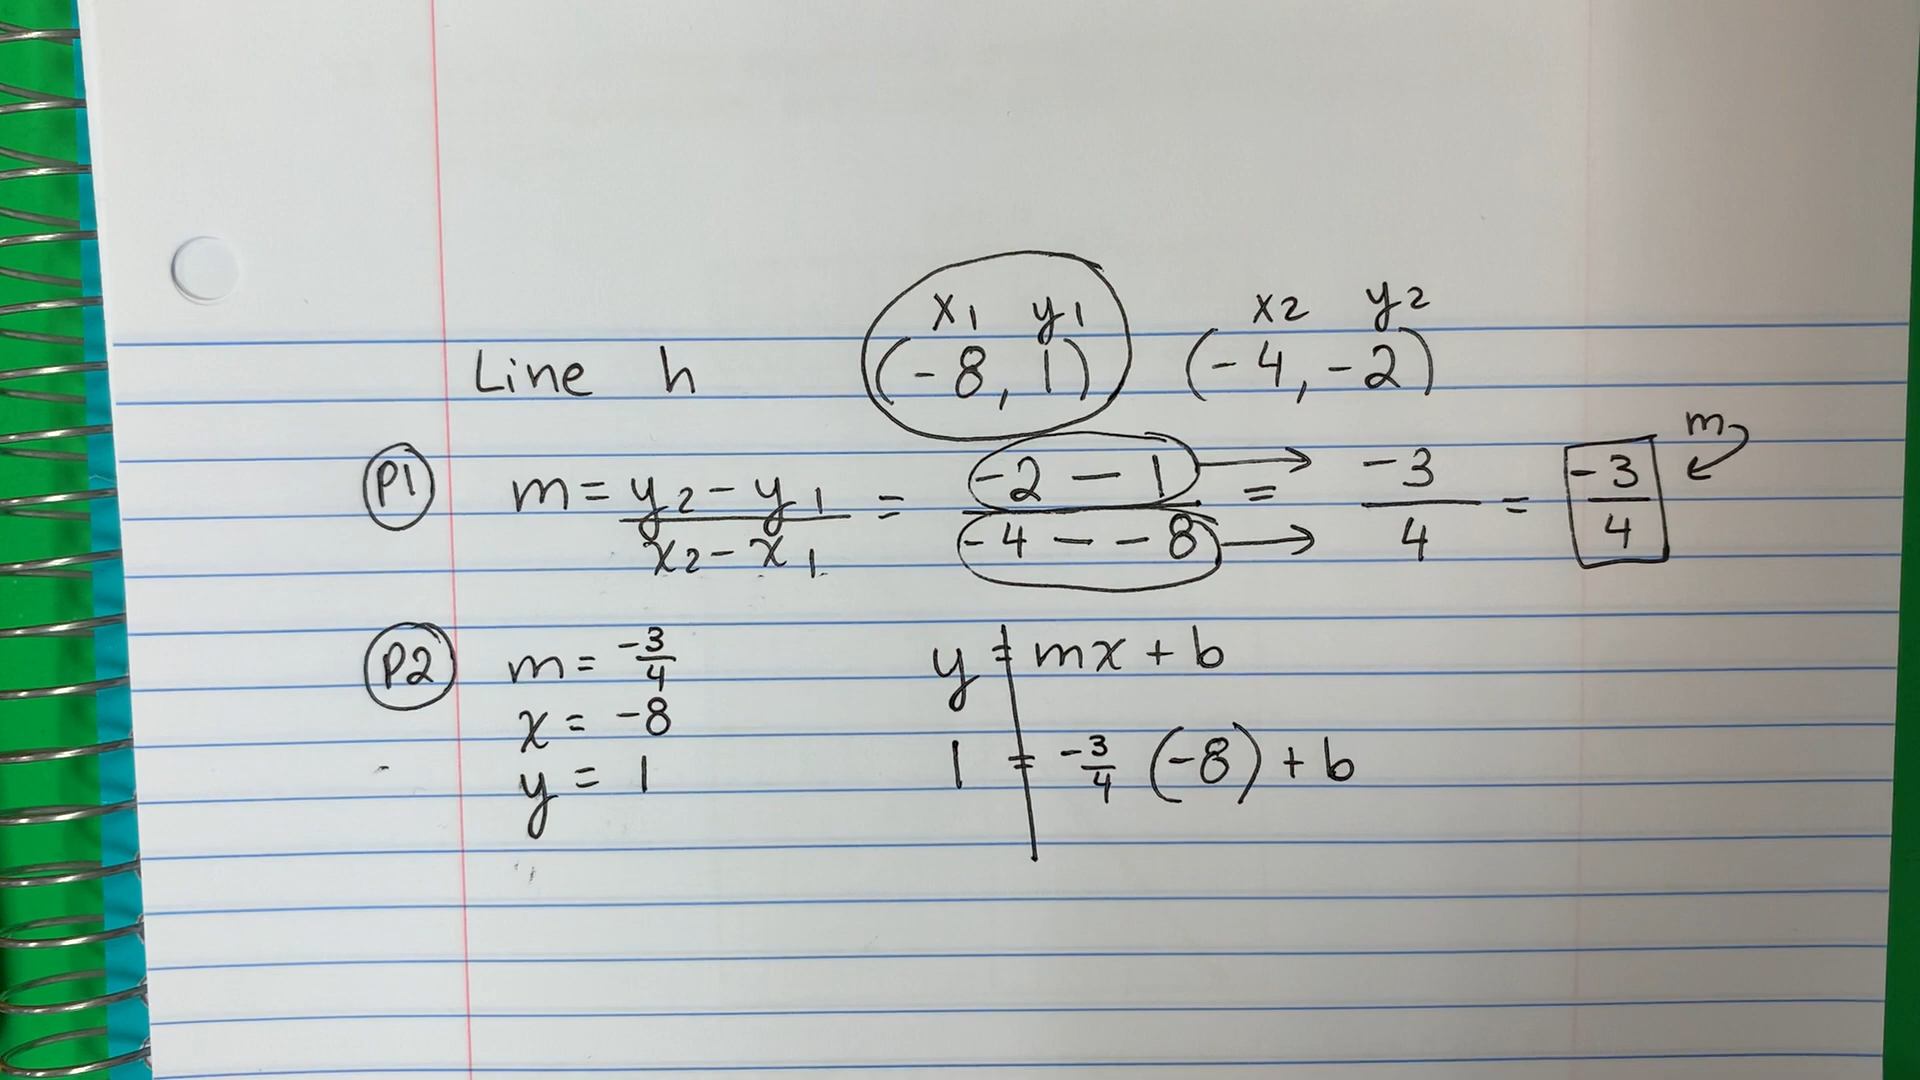 x1 y1 x2 y2
Line h (-8, 1) (-4, -2)
m
P1 m = y2 - y1 / x2 - x1 = -2 - 1 / -4 - - 8 → → = -3 / 4 = -3 / 4
P2 m = -3/4 y = mx + b
x = -8
y = 1 1 = -3/4 (-8) + b